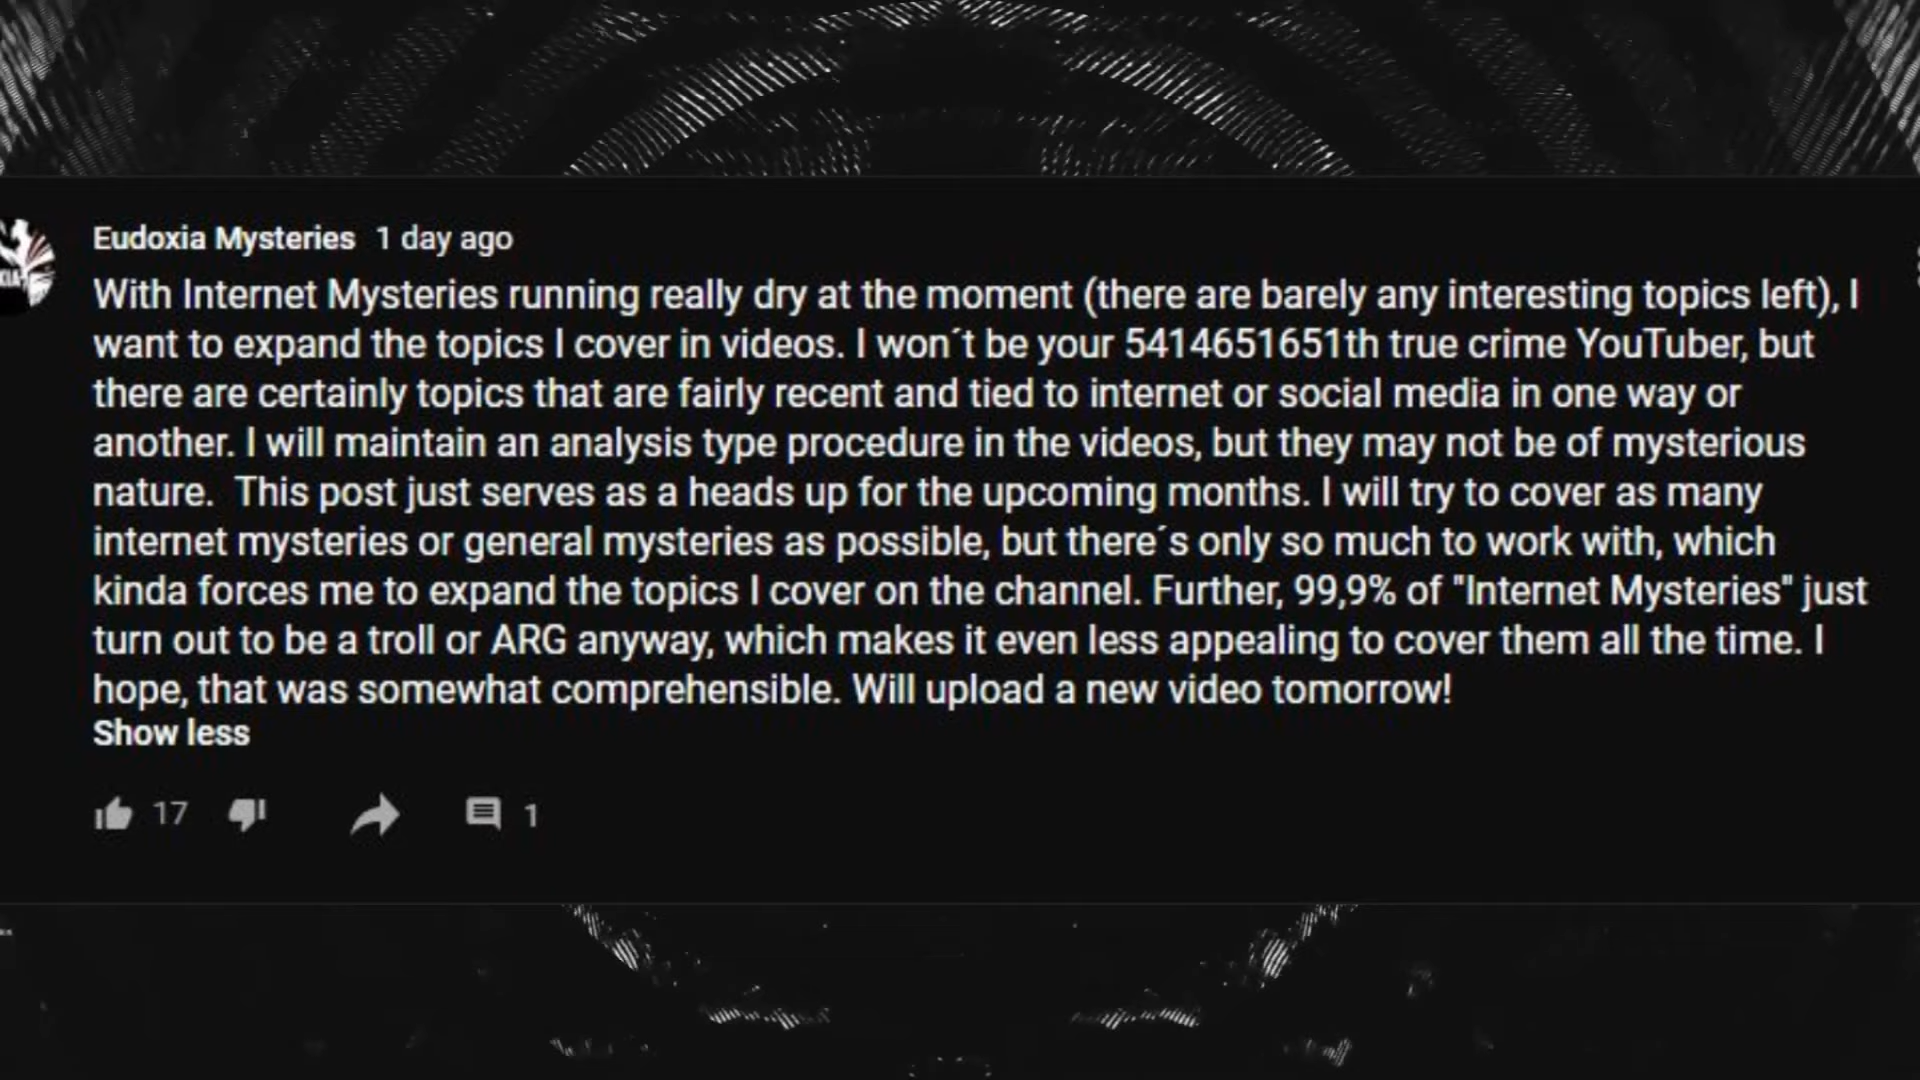 Eudoxia Mysteries 1 day ago
With Internet Mysteries running really dry at the moment (there are barely any interesting topics left), I
want to expand the topics I cover in videos. I won´t be your 5414651651th true crime YouTuber, but
there are certainly topics that are fairly recent and tied to internet or social media in one way or
another. I will maintain an analysis type procedure in the videos, but they may not be of mysterious
nature.  This post just serves as a heads up for the upcoming months. I will try to cover as many
internet mysteries or general mysteries as possible, but there´s only so much to work with, which
kinda forces me to expand the topics I cover on the channel. Further, 99,9% of "Internet Mysteries" just
turn out to be a troll or ARG anyway, which makes it even less appealing to cover them all the time. I
hope, that was somewhat comprehensible. Will upload a new video tomorrow!
Show less
17 1